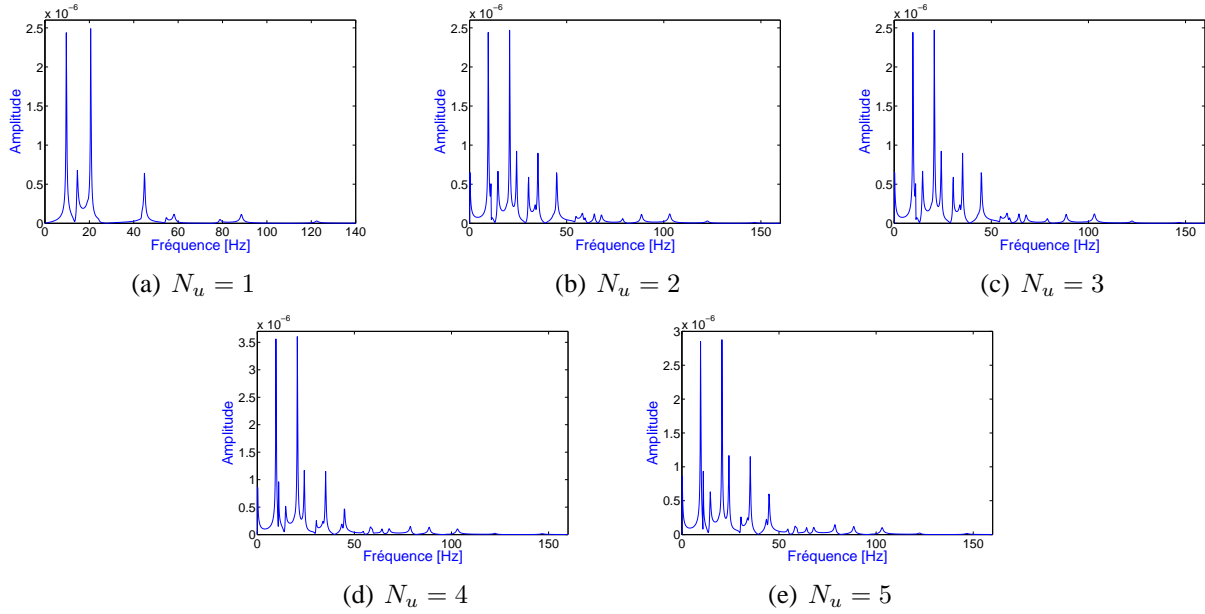 x 10⁻⁶
2.5
2
1.5
1
0.5
0
0 20 40 60 80 100 120 140
Amplitude
Fréquence [Hz]
(a) N_u = 1
x 10⁻⁶
2.5
2
1.5
1
0.5
0
0 50 100 150
Amplitude
Fréquence [Hz]
(b) N_u = 2
x 10⁻⁶
2.5
2
1.5
1
0.5
0
0 50 100 150
Amplitude
Fréquence [Hz]
(c) N_u = 3
x 10⁻⁶
3.5
3
2.5
2
1.5
1
0.5
0
0 50 100 150
Amplitude
Fréquence [Hz]
(d) N_u = 4
x 10⁻⁶
3
2.5
2
1.5
1
0.5
0
0 50 100 150
Amplitude
Fréquence [Hz]
(e) N_u = 5